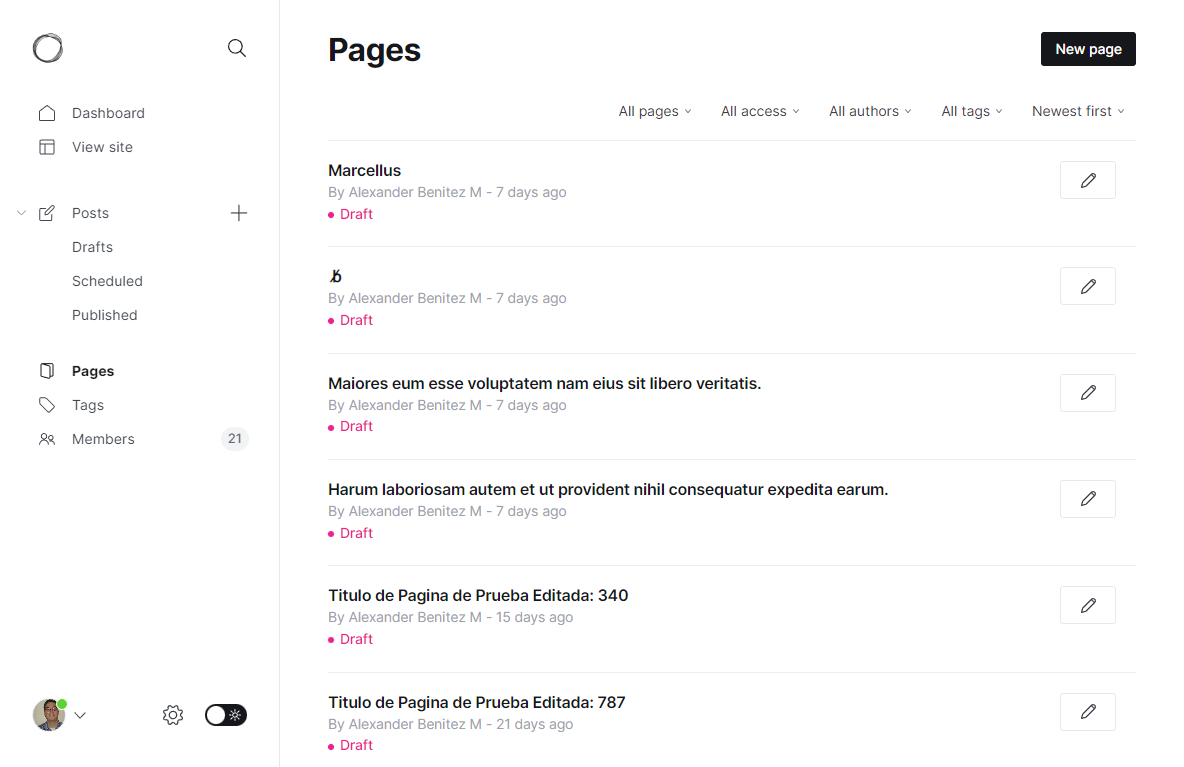 Pages
New page
Dashboard
View site
Posts
Drafts
Scheduled
Published
Pages
Tags
Members 21
All pages All access All authors All tags Newest first
Marcellus
By Alexander Benitez M - 7 days ago
Draft
By Alexander Benitez M - 7 days ago
Draft
Maiores eum esse voluptatem nam eius sit libero veritatis.
By Alexander Benitez M - 7 days ago
Draft
Harum laboriosam autem et ut provident nihil consequatur expedita earum.
By Alexander Benitez M - 7 days ago
Draft
Titulo de Pagina de Prueba Editada: 340
By Alexander Benitez M - 15 days ago
Draft
Titulo de Pagina de Prueba Editada: 787
By Alexander Benitez M - 21 days ago
Draft